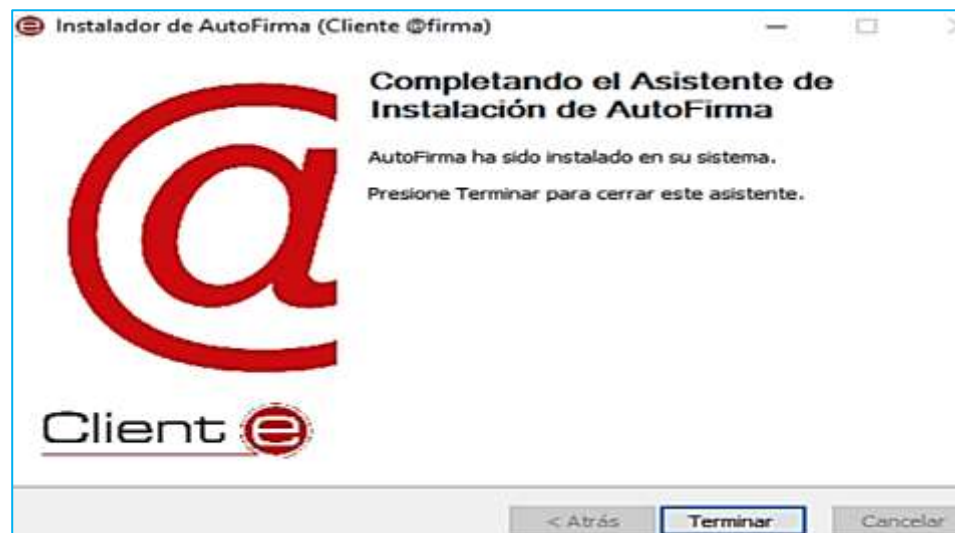 Instalador de AutoFirma (Cliente @firma)
Completando el Asistente de
Instalación de AutoFirma
AutoFirma ha sido instalado en su sistema.
Presione Terminar para cerrar este asistente.
@
Client e
< Atrás Terminar Cancelar